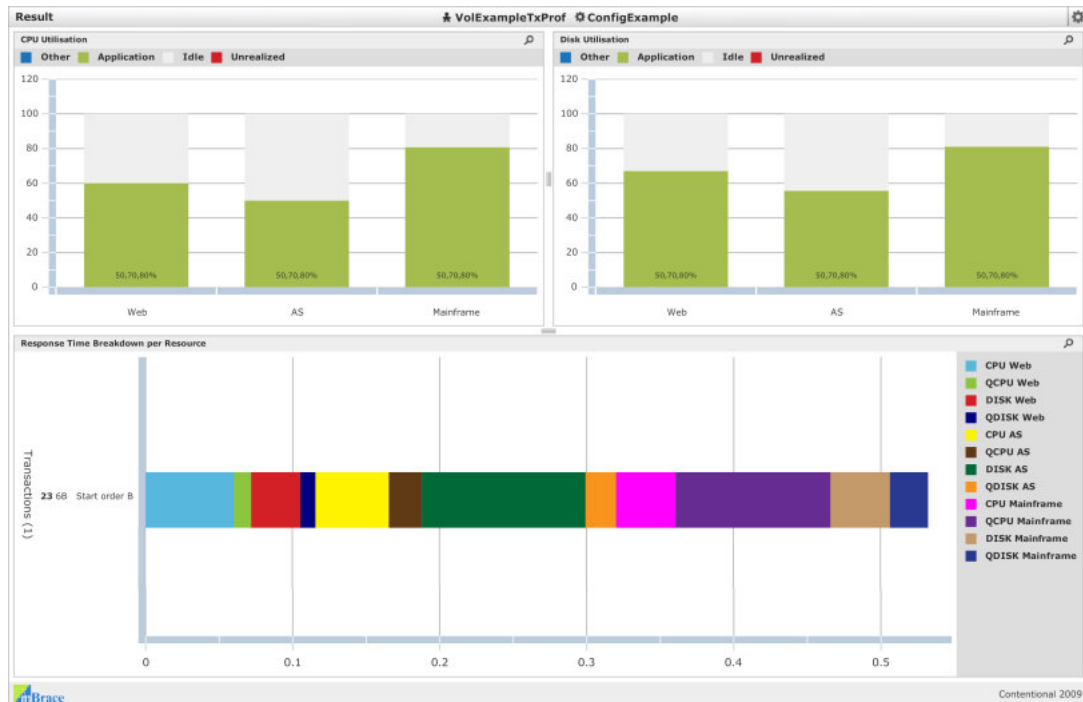 Result
VolExampleTxProf ConfigExample
CPU Utilisation
Other Application Idle Unrealized
120
100
80
60
40
20
0
50,70,80%
50,70,80%
50,70,80%
Web
AS
Mainframe
Disk Utilisation
Other Application Idle Unrealized
120
100
80
60
40
20
0
50,70,80%
50,70,80%
50,70,80%
Web
AS
Mainframe
Response Time Breakdown per Resource
Transactions (1)
23 6B Start order B
0
0.1
0.2
0.3
0.4
0.5
CPU Web
QCPU Web
DISK Web
QDISK Web
CPU AS
QCPU AS
DISK AS
QDISK AS
CPU Mainframe
QCPU Mainframe
DISK Mainframe
QDISK Mainframe
Contentional 2009